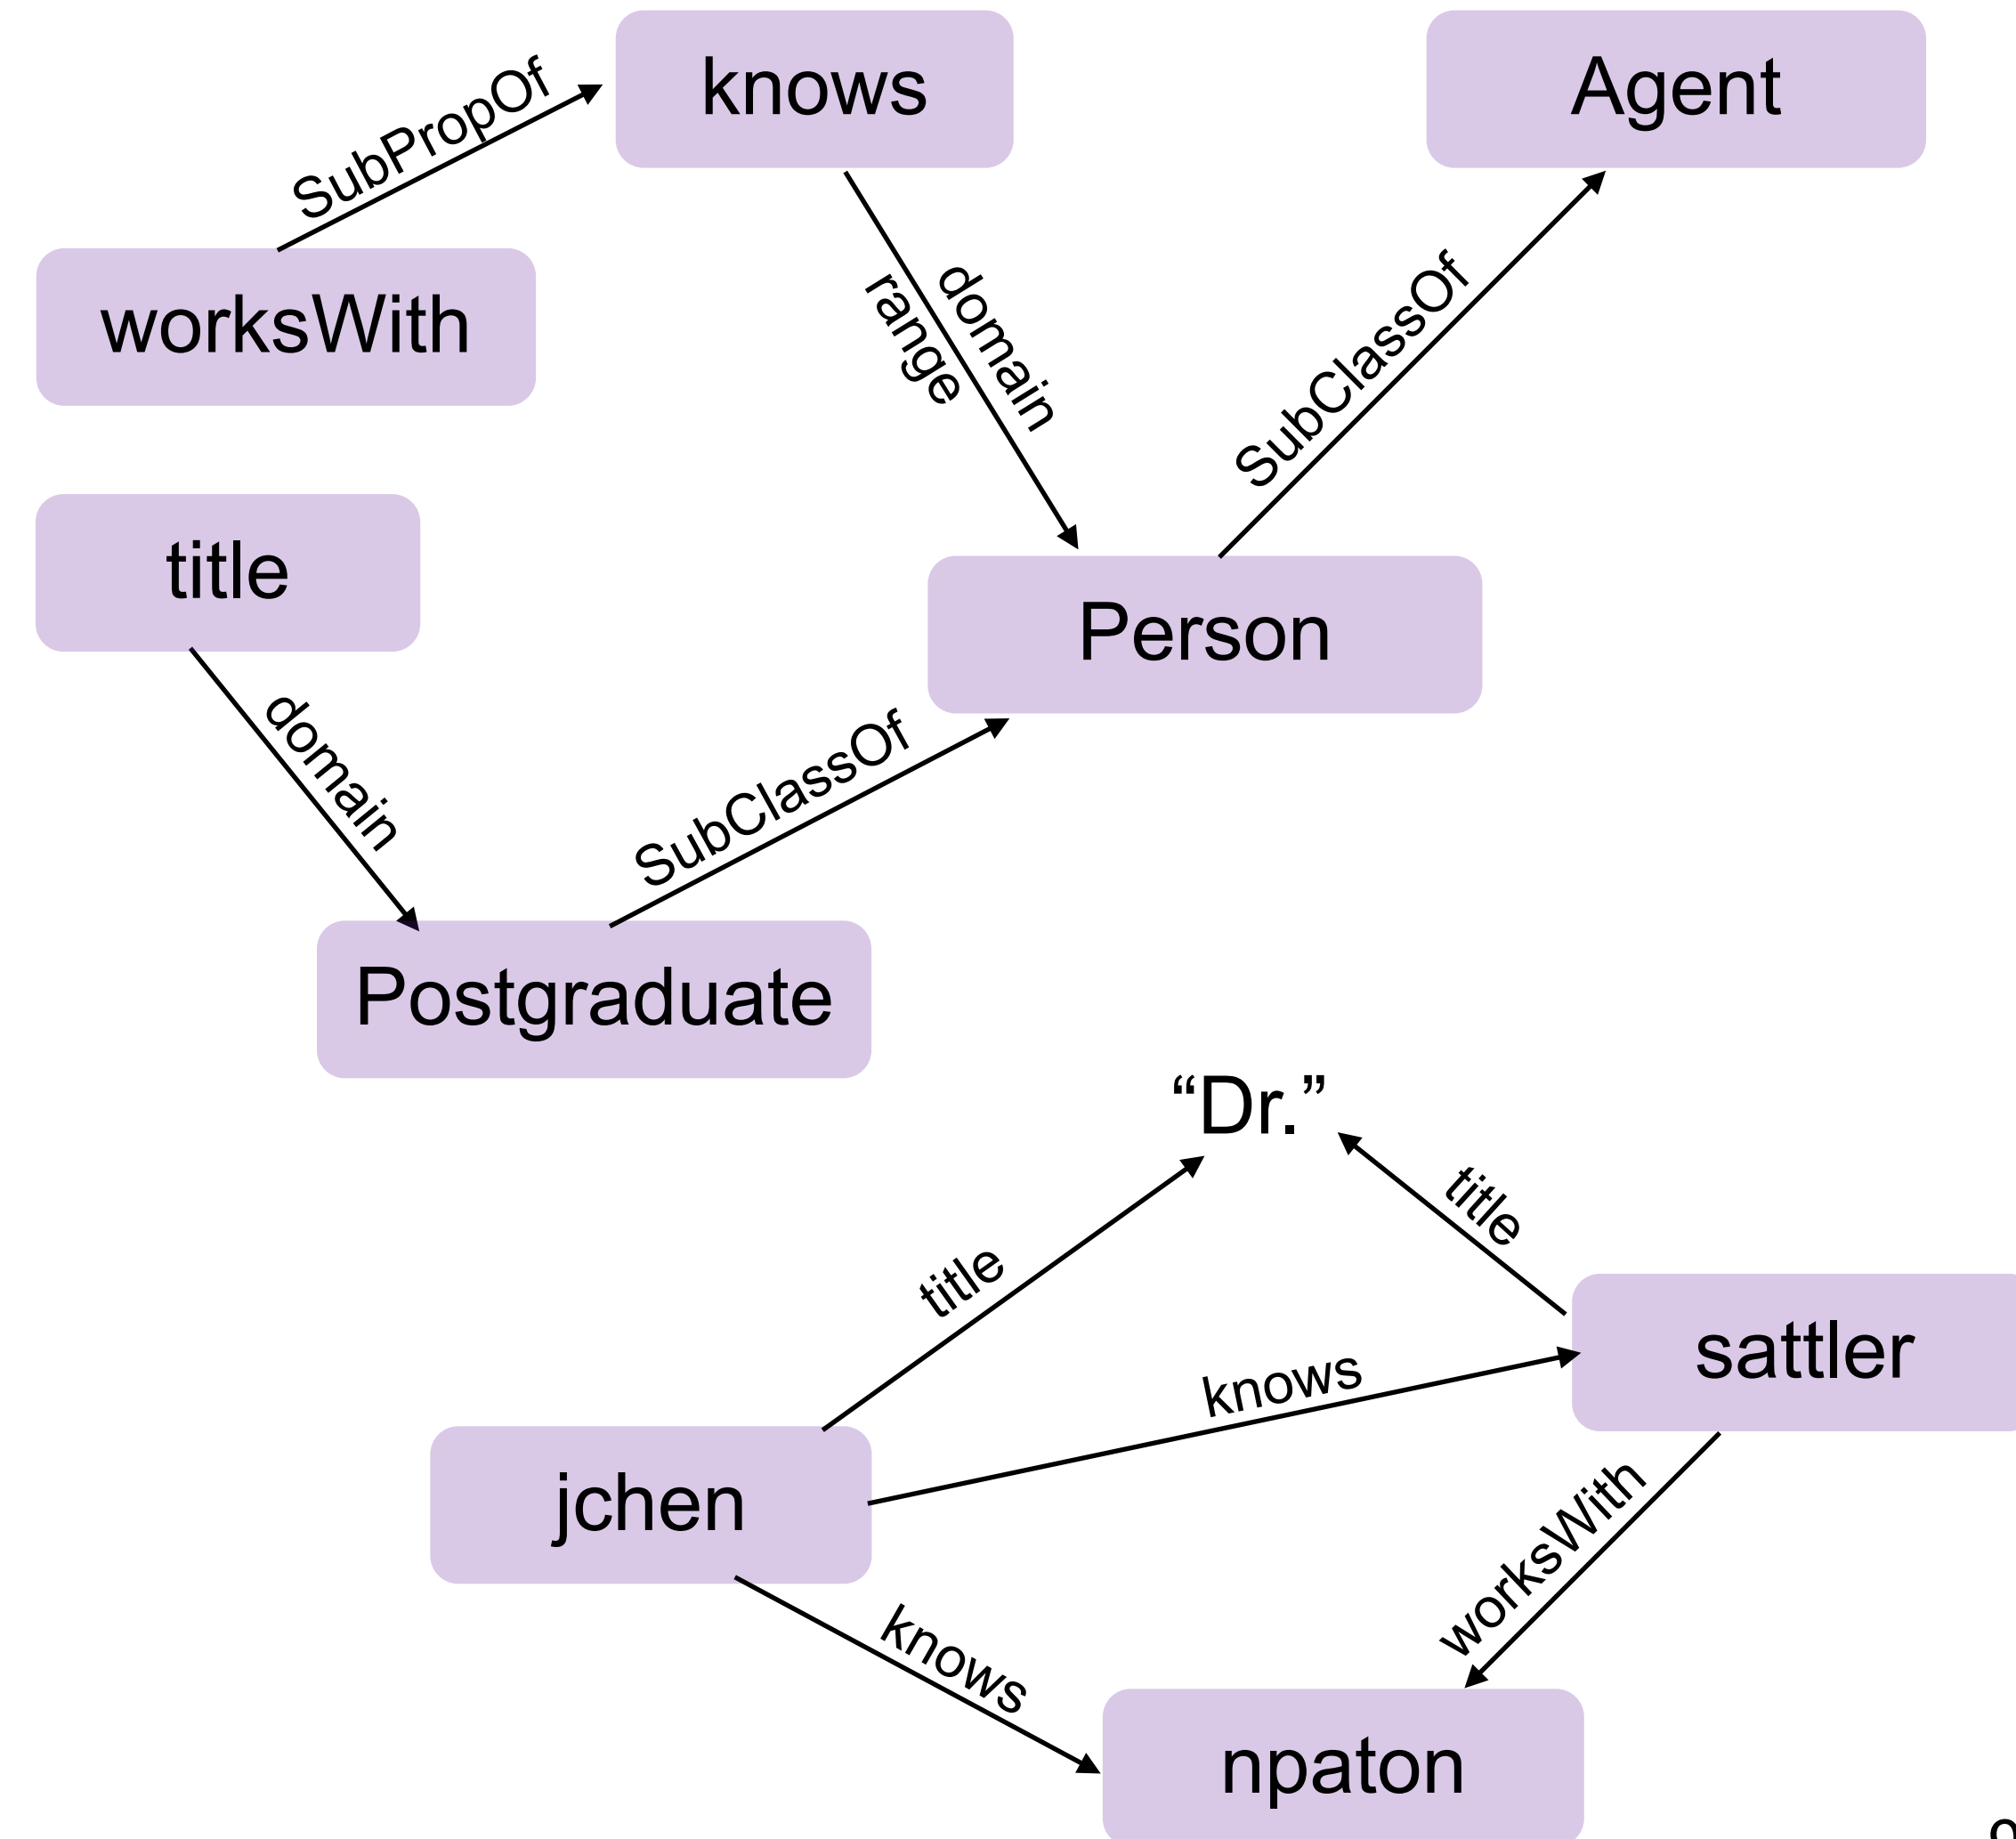 knows
Agent
SubPropOf
worksWith
range
domain
SubClassOf
title
Person
domain
SubClassOf
Postgraduate
“Dr.”
title
title
sattler
knows
jchen
worksWith
knows
npaton